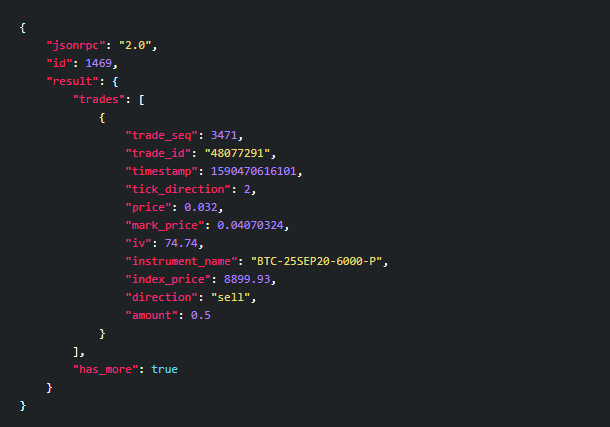 {
    "jsonrpc": "2.0",
    "id": 1469,
    "result": {
        "trades": [
            {
                "trade_seq": 3471,
                "trade_id": "48077291",
                "timestamp": 1590470616101,
                "tick_direction": 2,
                "price": 0.032,
                "mark_price": 0.04070324,
                "iv": 74.74,
                "instrument_name": "BTC-25SEP20-6000-P",
                "index_price": 8899.93,
                "direction": "sell",
                "amount": 0.5
            }
        ],
        "has_more": true
    }
}